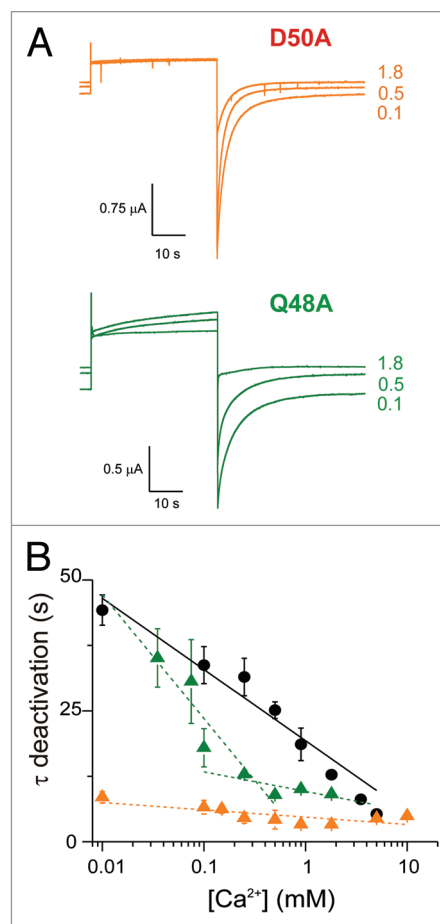 A
D50A
1.8
0.5
0.1
0.75 µA
10 s
Q48A
1.8
0.5
0.1
0.5 µA
10 s
B
50
25
0
τ deactivation (s)
0.01
0.1
1
10
[Ca²⁺] (mM)